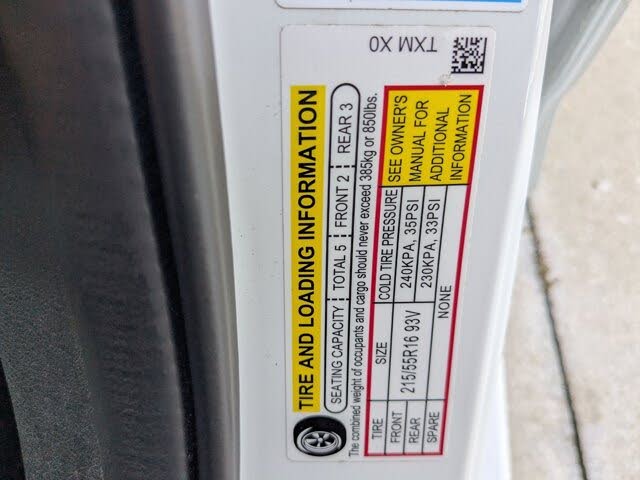 TXM X0
TIRE AND LOADING INFORMATION
SEATING CAPACITY TOTAL 5 FRONT 2 REAR 3
The combined weight of occupants and cargo should never exceed 385kg or 850lbs.
TIRE SIZE COLD TIRE PRESSURE
FRONT 215/55R16 93V 240KPA, 35PSI
REAR 230KPA, 33PSI
SPARE NONE
SEE OWNER'S
MANUAL FOR
ADDITIONAL
INFORMATION